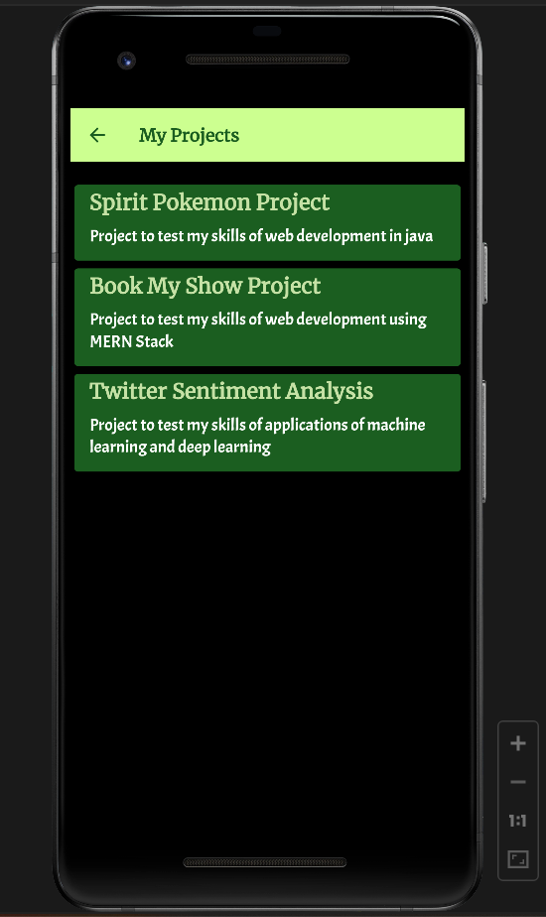 My Projects
Spirit Pokemon Project
Project to test my skills of web development in java
Book My Show Project
Project to test my skills of web development using
MERN Stack
Twitter Sentiment Analysis
Project to test my skills of applications of machine
learning and deep learning
1:1